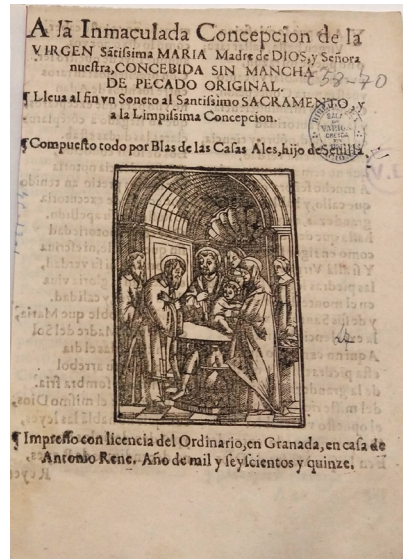 A la Inmaculada Concepcion de la
VIRGEN Sãtissima MARIA Madre de DIOS, y Señora
nuestra, CONCEBIDA SIN MANCHA
DE PECADO ORIGINAL.
¶ Lleua al fin vn Soneto al Santissimo SACRAMENTO, y
a la Limpissima Concepcion.
¶ Compuesto todo por Blas de las Casas Ales, hijo de Seuilla
¶ Impresso con licencia del Ordinario, en Granada, en casa de
Antonio Rene. Año de mil y seyscientos y quinze.